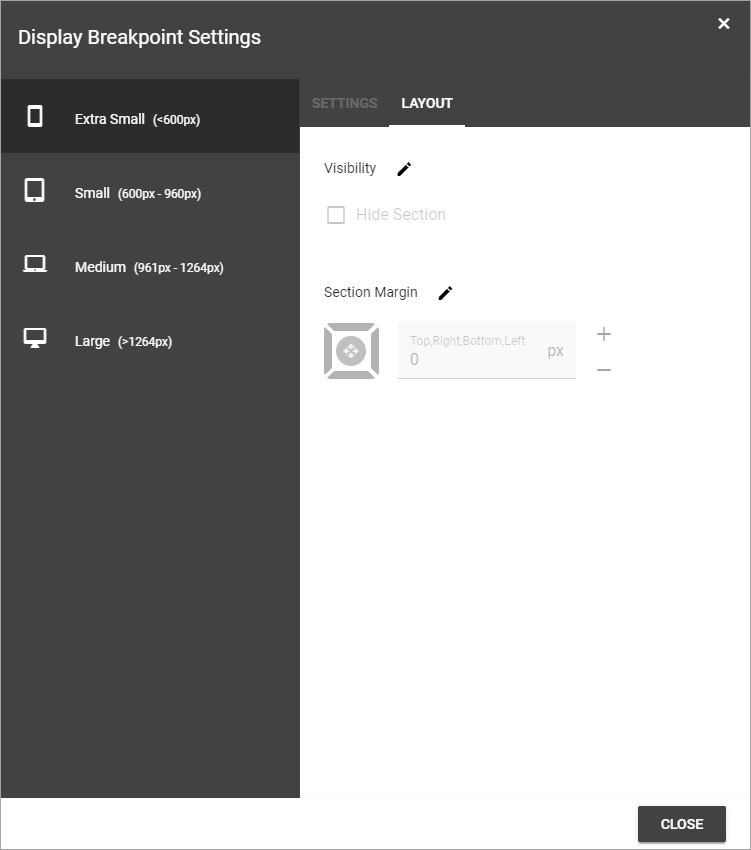 Display Breakpoint Settings
Extra Small (<600px)
Small (600px - 960px)
Medium (961px - 1264px)
Large (>1264px)
SETTINGS LAYOUT
Visibility
Hide Section
Section Margin
Top,Right,Bottom,Left
0 px
CLOSE